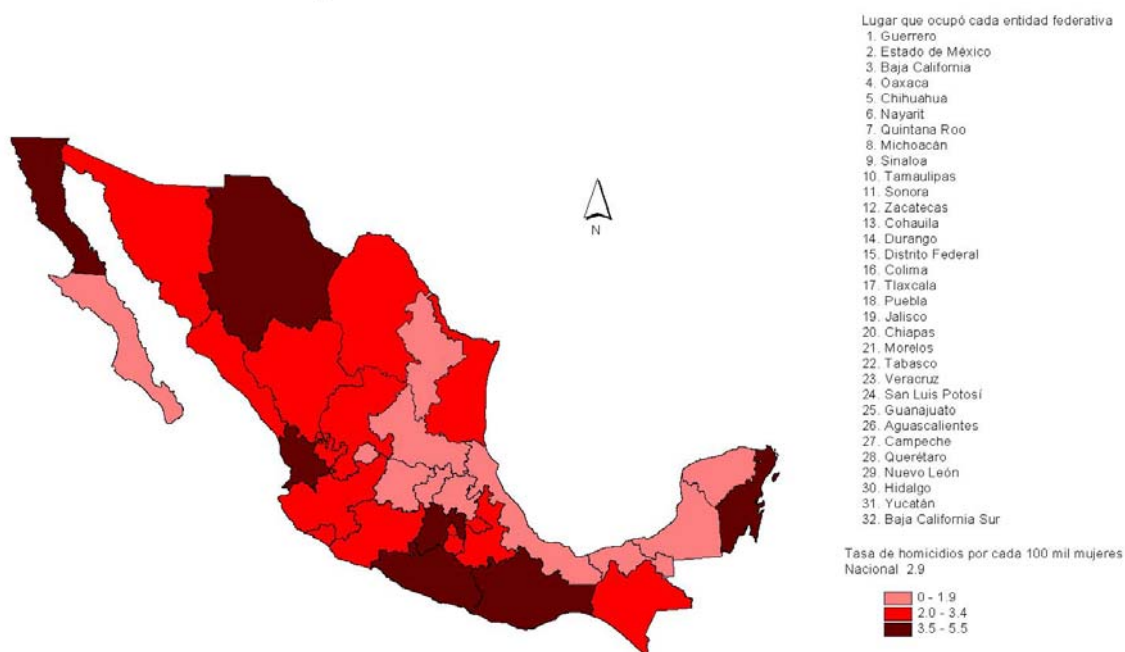 Lugar que ocupó cada entidad federativa
1. Guerrero
2. Estado de México
3. Baja California
4. Oaxaca
5. Chihuahua
6. Nayarit
7. Quintana Roo
8. Michoacán
9. Sinaloa
10. Tamaulipas
11. Sonora
12. Zacatecas
13. Cohauila
14. Durango
15. Distrito Federal
16. Colima
17. Tlaxcala
18. Puebla
19. Jalisco
20. Chiapas
21. Morelos
22. Tabasco
23. Veracruz
24. San Luis Potosí
25. Guanajuato
26. Aguascalientes
27. Campeche
28. Querétaro
29. Nuevo León
30. Hidalgo
31. Yucatán
32. Baja California Sur
N
Tasa de homicidios por cada 100 mil mujeres
Nacional 2.9
0 - 1.9
2.0 - 3.4
3.5 - 5.5